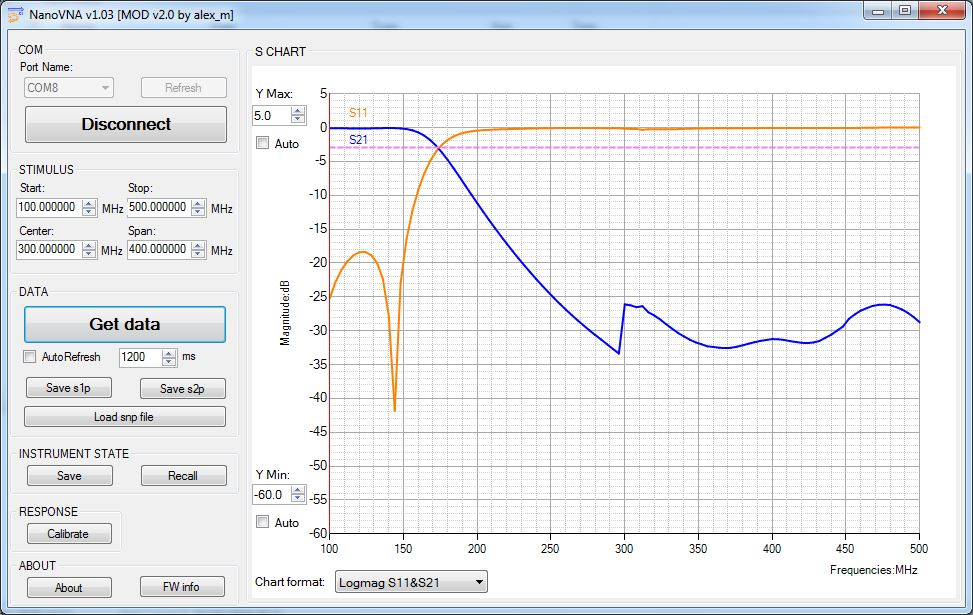 NanoVNA v1.03 [MOD v2.0 by alex_m]
COM
Port Name:
COM8
Refresh
Disconnect
STIMULUS
Start:
Stop:
100.000000
MHz
500.000000
MHz
Center:
Span:
300.000000
MHz
400.000000
MHz
DATA
Get data
AutoRefresh
1200
ms
Save s1p
Save s2p
Load snp file
INSTRUMENT STATE
Save
Recall
RESPONSE
Calibrate
ABOUT
About
FW info
S CHART
Y Max:
5.0
Auto
Y Min:
-60.0
Auto
Magnitude:dB
5
0
-5
-10
-15
-20
-25
-30
-35
-40
-45
-50
-55
-60
S11
S21
100
150
200
250
300
350
400
450
500
Frequencies:MHz
Chart format:
Logmag S11&S21